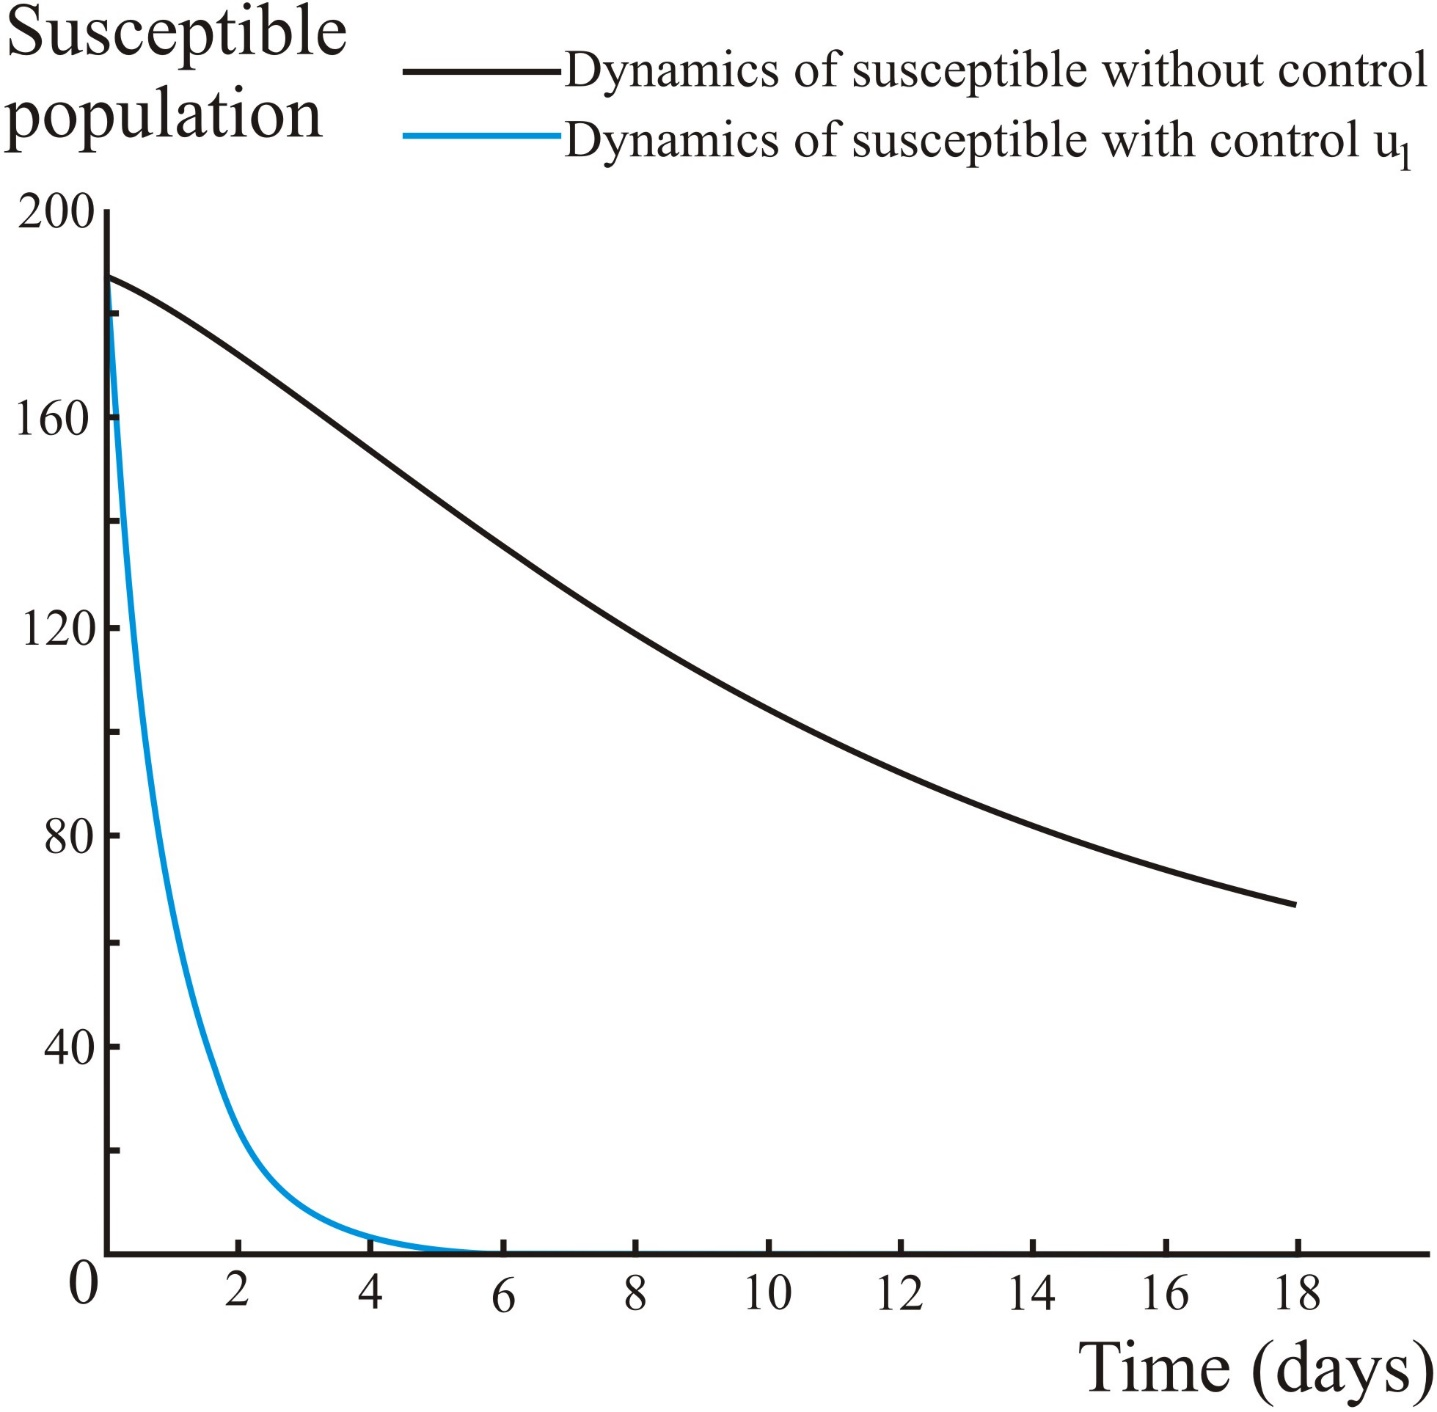 Susceptible
population
Dynamics of susceptible without control
Dynamics of susceptible with control u₁
200
160
120
80
40
0
2 4 6 8 10 12 14 16 18
Time (days)